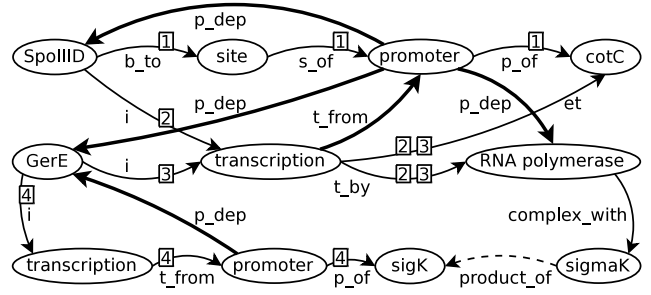 p_dep
SpoIIID 1 site 1 promoter 1 cotC
b_to s_of p_of
p_dep t_from p_dep et
i 2
GerE i 3 transcription 2 3 RNA polymerase
2 3
t_by
4
i p_dep complex_with
transcription 4 promoter 4 sigK sigmaK
t_from p_of product_of